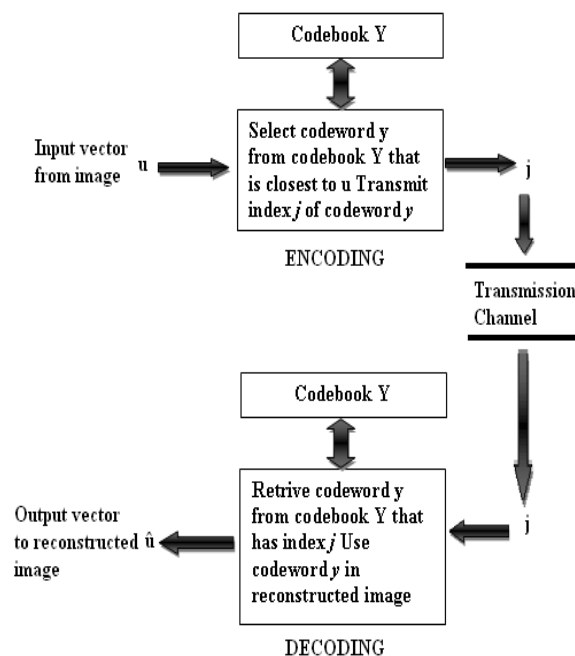 Codebook Y
Select codeword y
from codebook Y that
is closest to u Transmit
index j of codeword y
Input vector
from image u
j
ENCODING
Transmission
Channel
Codebook Y
Retrive codeword y
from codebook Y that
has index j Use
codeword y in
reconstructed image
j
Output vector
to reconstructed û
image
DECODING